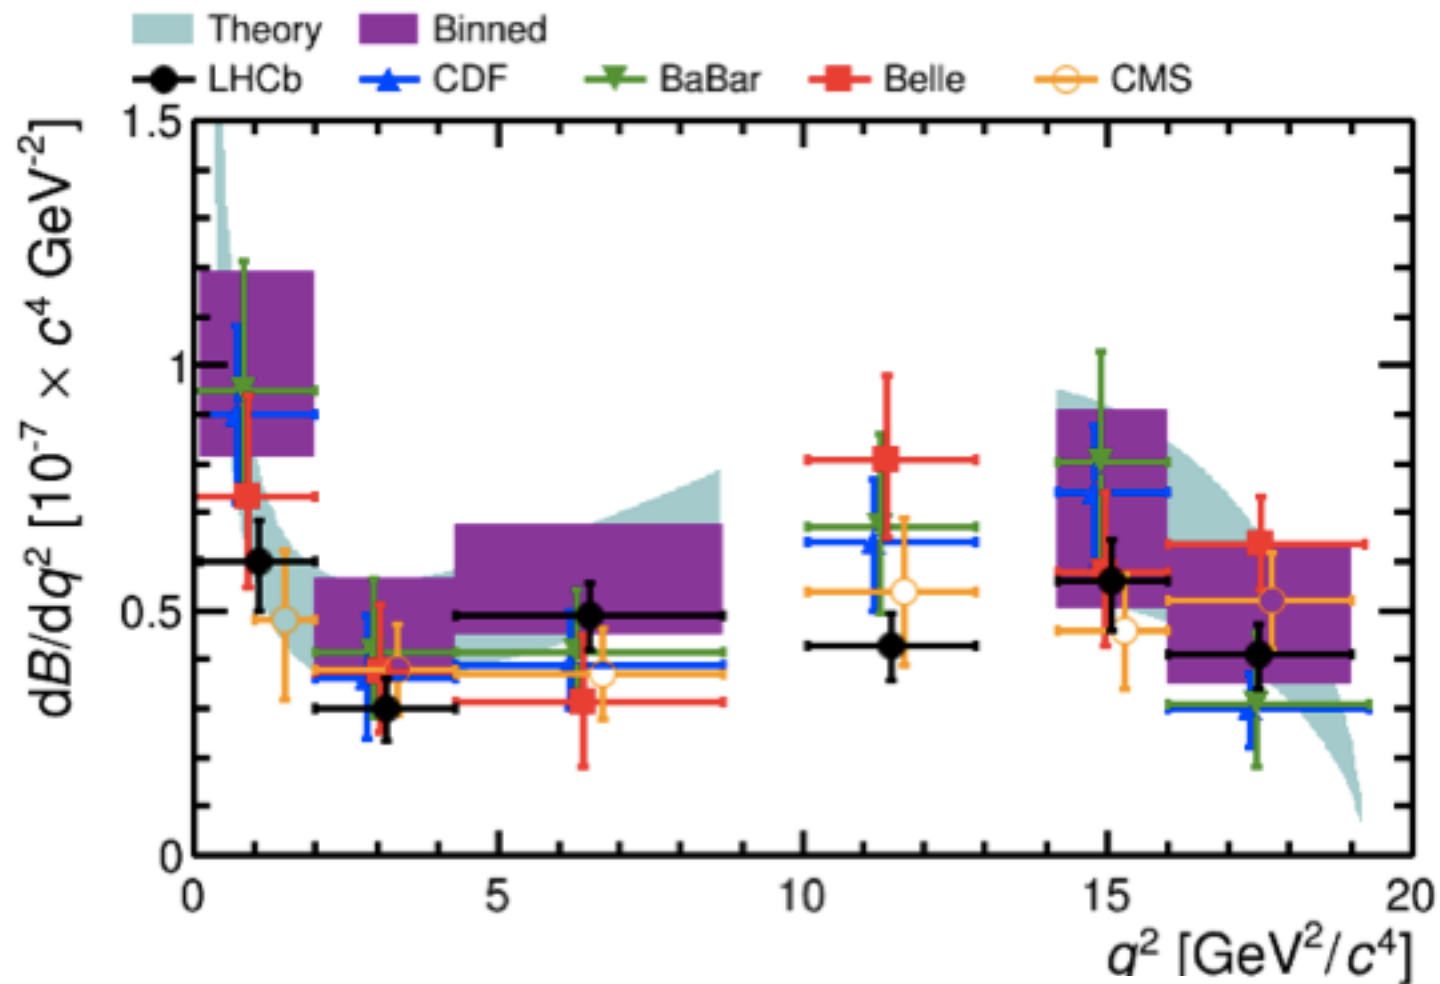 Theory Binned
LHCb CDF BaBar Belle CMS
dB/dq² [10⁻⁷ × c⁴ GeV⁻²]
1.5
1
0.5
0
0 5 10 15 20
q² [GeV²/c⁴]